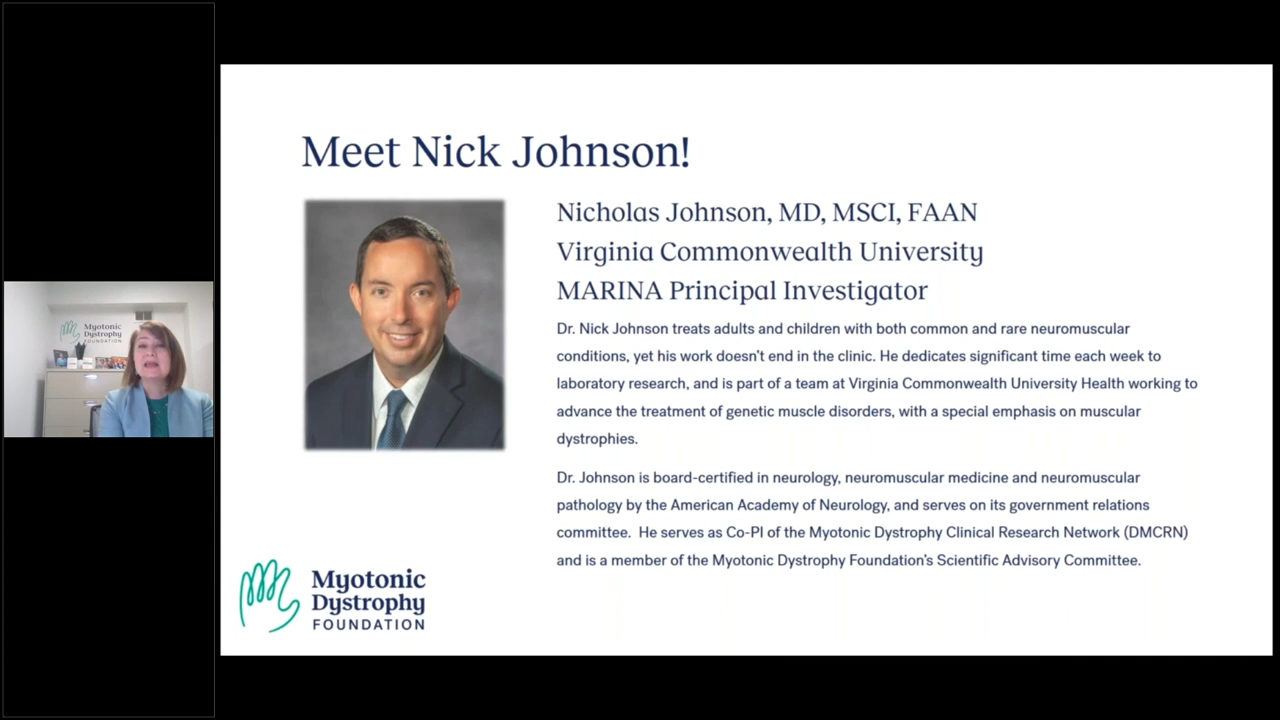 Meet Nick Johnson!
Nicholas Johnson, MD, MSCI, FAAN
Virginia Commonwealth University
MARINA Principal Investigator
Dr. Nick Johnson treats adults and children with both common and rare neuromuscular
conditions, yet his work doesn't end in the clinic. He dedicates significant time each week to
laboratory research, and is part of a team at Virginia Commonwealth University Health working to
advance the treatment of genetic muscle disorders, with a special emphasis on muscular
dystrophies.
Dr. Johnson is board-certified in neurology, neuromuscular medicine and neuromuscular
pathology by the American Academy of Neurology, and serves on its government relations
committee.  He serves as Co-PI of the Myotonic Dystrophy Clinical Research Network (DMCRN)
and is a member of the Myotonic Dystrophy Foundation's Scientific Advisory Committee.
Myotonic
Dystrophy
FOUNDATION
Myotonic
Dystrophy
FOUNDATION